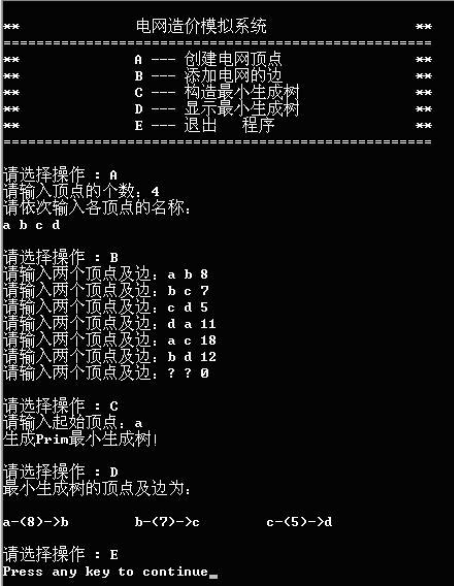 ** 电网造价模拟系统 **
==================================================
** A --- 创建电网顶点 **
** B --- 添加电网的边 **
** C --- 构造最小生成树 **
** D --- 显示最小生成树 **
** E --- 退出 程序 **
==================================================
请选择操作 : A
请输入顶点的个数: 4
请依次输入各顶点的名称:
a b c d
请选择操作 : B
请输入两个顶点及边: a b 8
请输入两个顶点及边: b c 7
请输入两个顶点及边: c d 5
请输入两个顶点及边: d a 11
请输入两个顶点及边: a c 18
请输入两个顶点及边: b d 12
请输入两个顶点及边: ? ? 0
请选择操作 : C
请输入起始顶点: a
生成Prim最小生成树!
请选择操作 : D
最小生成树的顶点及边为:
a-(8)->b b-(7)->c c-(5)->d
请选择操作 : E
Press any key to continue_